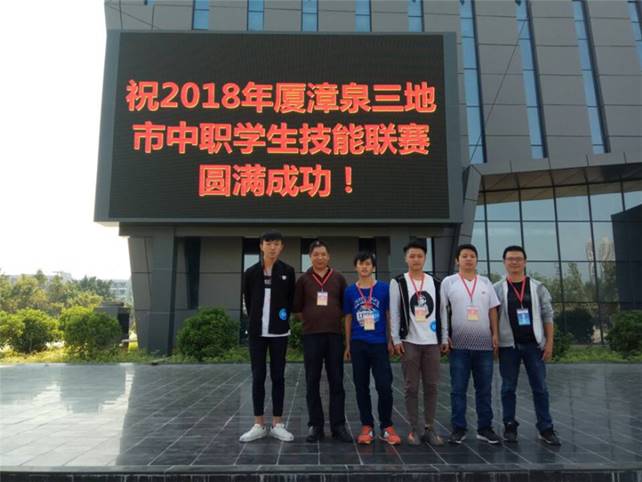 祝2018年厦漳泉三地
市中职学生技能联赛
圆满成功！